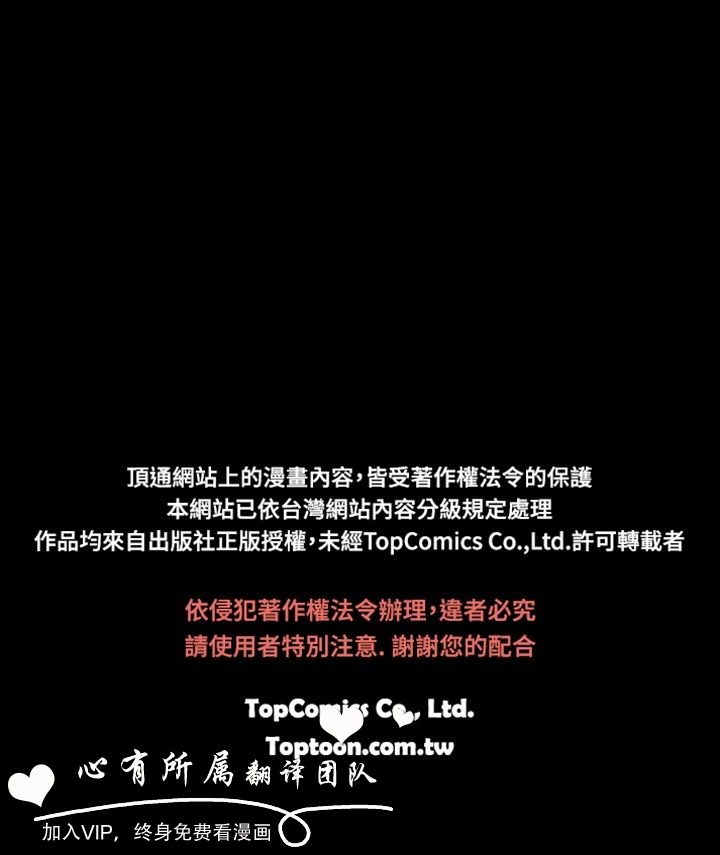 頂通網站上的漫畫內容，皆受著作權法令的保護
本網站已依台灣網站內容分級規定處理
作品均來自出版社正版授權，未經TopComics Co.,Ltd.許可轉載者
依侵犯著作權法令辦理，違者必究
請使用者特別注意. 謝謝您的配合
TopComics Co., Ltd.
Toptoon.com.tw
心有所属翻译团队
加入VIP，终身免费看漫画